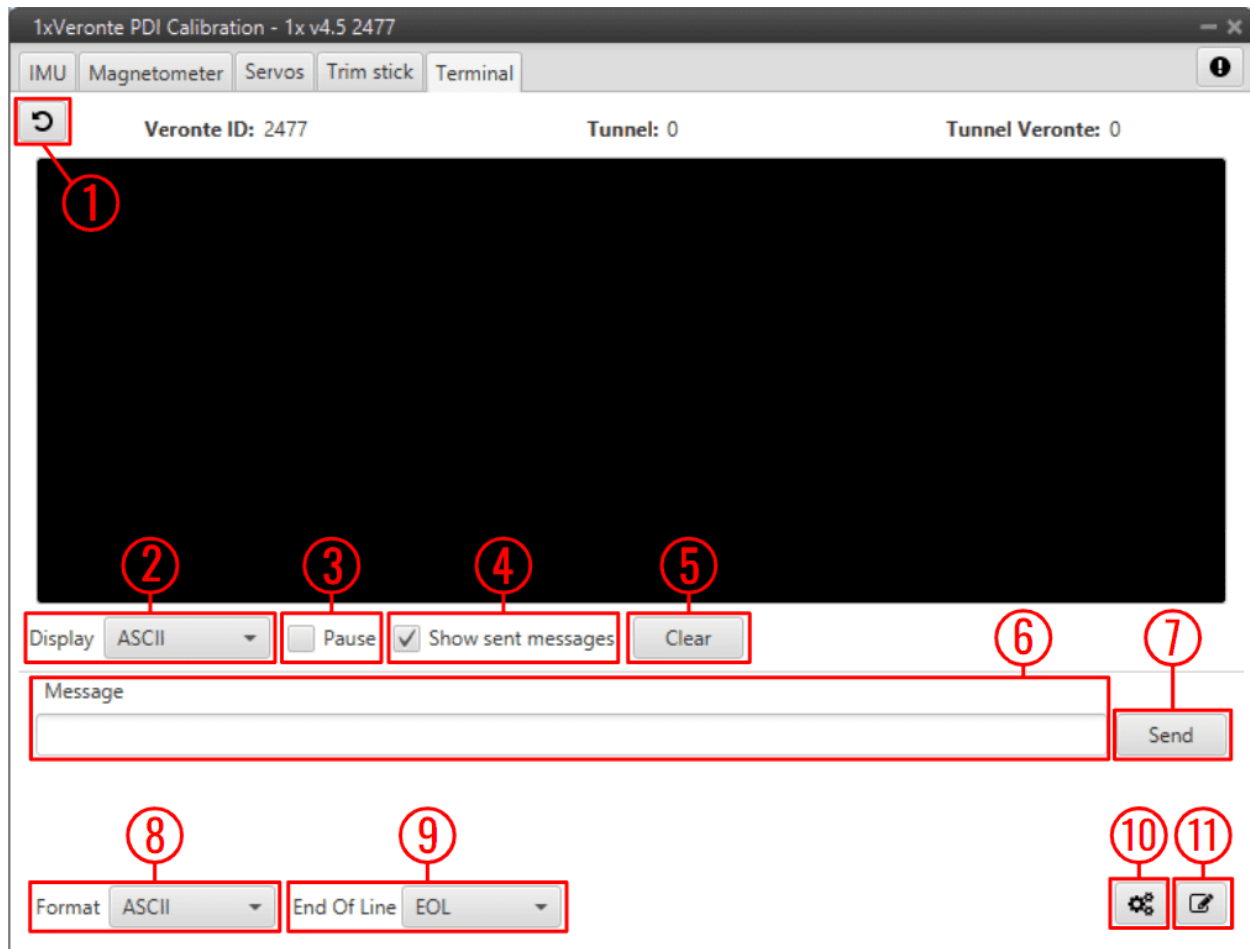 1xVeronte PDI Calibration - 1x v4.5 2477
IMU Magnetometer Servos Trim stick Terminal
Veronte ID: 2477 Tunnel: 0 Tunnel Veronte: 0
1
2 3 4 5
Display ASCII Pause Show sent messages Clear
6 7
Message
Send
8 9 10 11
Format ASCII End Of Line EOL